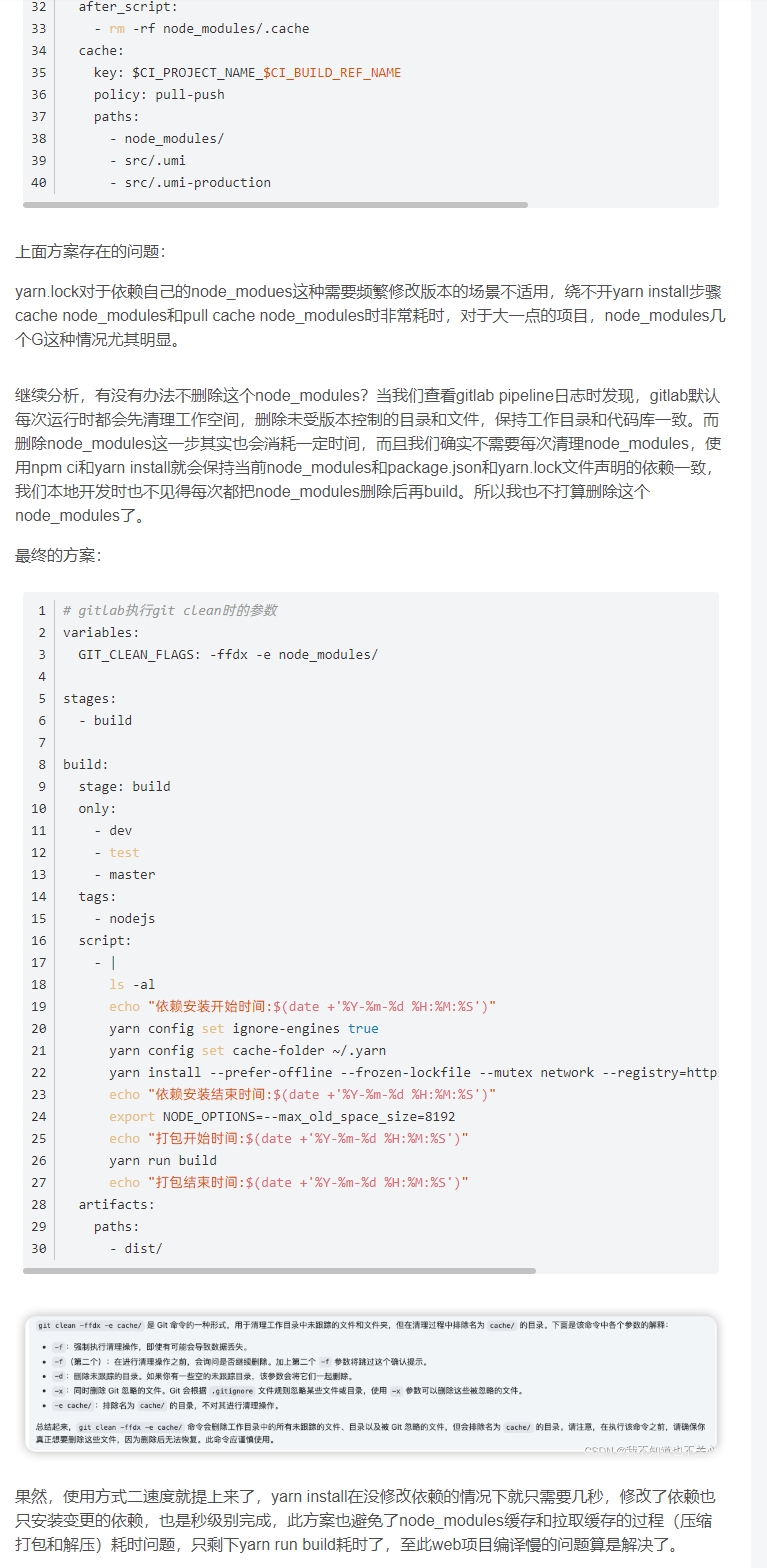 32 after_script:
33 - rm -rf node_modules/.cache
34 cache:
35 key: $CI_PROJECT_NAME_$CI_BUILD_REF_NAME
36 policy: pull-push
37 paths:
38 - node_modules/
39 - src/.umi
40 - src/.umi-production
上面方案存在的问题：
yarn.lock对于依赖自己的node_modues这种需要频繁修改版本的场景不适用，绕不开yarn install步骤
cache node_modules和pull cache node_modules时非常耗时，对于大一点的项目，node_modules几
个G这种情况尤其明显。
继续分析，有没有办法不删除这个node_modules？当我们查看gitlab pipeline日志时发现，gitlab默认
每次运行时都会先清理工作空间，删除未受版本控制的目录和文件，保持工作目录和代码库一致。而
删除node_modules这一步其实也会消耗一定时间，而且我们确实不需要每次清理node_modules，使
用npm ci和yarn install就会保持当前node_modules和package.json和yarn.lock文件声明的依赖一致，
我们本地开发时也不见得每次都把node_modules删除后再build。所以我也不打算删除这个
node_modules了。
最终的方案：
1 # gitlab执行git clean时的参数
2 variables:
3 GIT_CLEAN_FLAGS: -ffdx -e node_modules/
4
5 stages:
6 - build
7
8 build:
9 stage: build
10 only:
11 - dev
12 - test
13 - master
14 tags:
15 - nodejs
16 script:
17 - |
18 ls -al
19 echo "依赖安装开始时间:$(date +'%Y-%m-%d %H:%M:%S')"
20 yarn config set ignore-engines true
21 yarn config set cache-folder ~/.yarn
22 yarn install --prefer-offline --frozen-lockfile --mutex network --registry=http:
23 echo "依赖安装结束时间:$(date +'%Y-%m-%d %H:%M:%S')"
24 export NODE_OPTIONS=--max_old_space_size=8192
25 echo "打包开始时间:$(date +'%Y-%m-%d %H:%M:%S')"
26 yarn run build
27 echo "打包结束时间:$(date +'%Y-%m-%d %H:%M:%S')"
28 artifacts:
29 paths:
30 - dist/
git clean -ffdx -e cache/ 是 Git 命令的一种形式，用于清理工作目录中未跟踪的文件和文件夹，但在清理过程中排除名为 cache/ 的目录。下面是该命令中各个参数的解释：
• -f：强制执行清理操作，即使有可能会导致数据丢失。
• -f（第二个）：在进行清理操作之前，会询问是否继续删除。加上第二个 -f 参数将跳过这个确认提示。
• -d：删除未跟踪的目录。如果你有一些空的未跟踪目录，该参数会将它们一起删除。
• -x：同时删除 Git 忽略的文件。Git 会根据 .gitignore 文件规则忽略某些文件或目录，使用 -x 参数可以删除这些被忽略的文件。
• -e cache/：排除名为 cache/ 的目录，不对其进行清理操作。
总结起来，git clean -ffdx -e cache/ 命令会删除工作目录中的所有未跟踪的文件、目录以及被 Git 忽略的文件，但会排除名为 cache/ 的目录。请注意，在执行该命令之前，请确保你
真正想要删除这些文件，因为删除后无法恢复。此命令应谨慎使用。
CSDN @我不知道也不关心
果然，使用方式二速度就提上来了，yarn install在没修改依赖的情况下就只需要几秒，修改了依赖也
只安装变更的依赖，也是秒级别完成，此方案也避免了node_modules缓存和拉取缓存的过程（压缩
打包和解压）耗时问题，只剩下yarn run build耗时了，至此web项目编译慢的问题算是解决了。